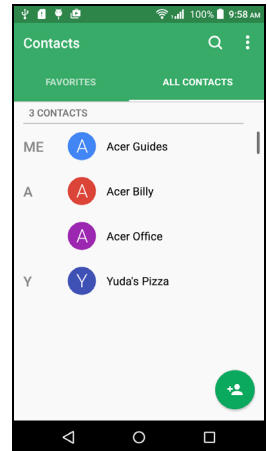 100% 9:58 AM
Contacts
FAVORITES ALL CONTACTS
3 CONTACTS
ME A Acer Guides
A A Acer Billy
A Acer Office
Y Y Yuda's Pizza